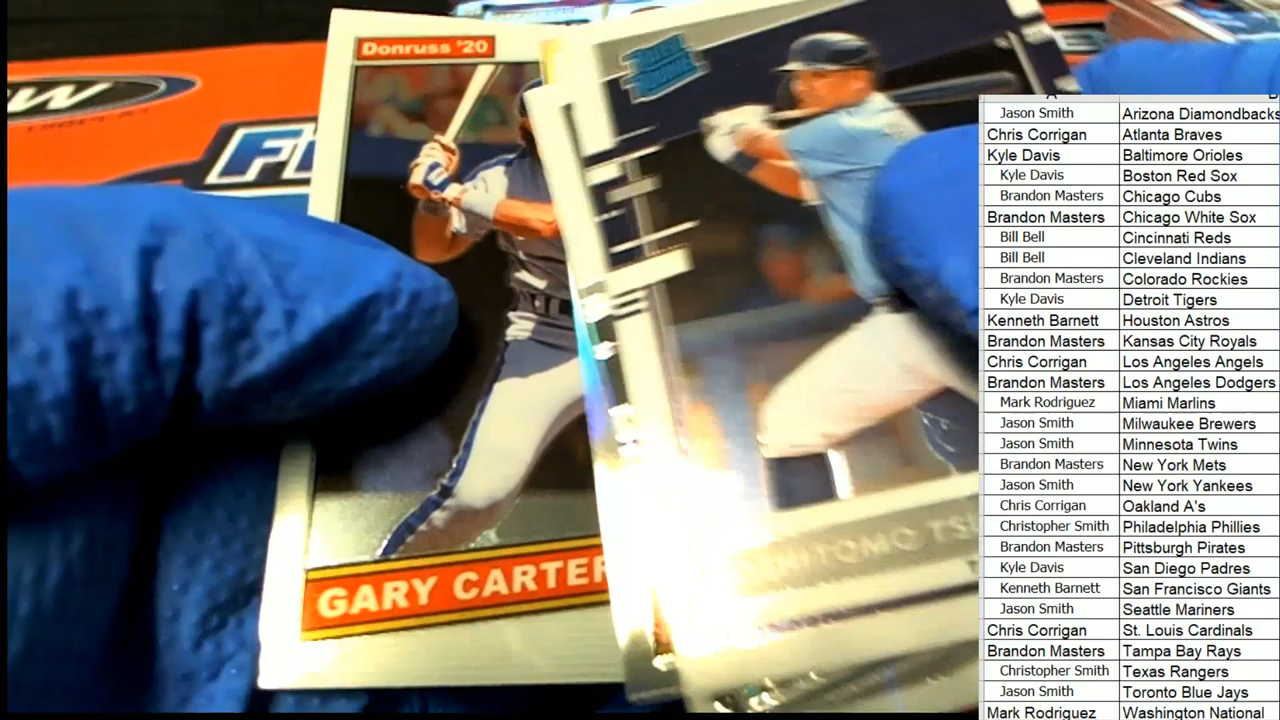 Donruss '20
GARY CARTER
Jason Smith Arizona Diamondbacks
Chris Corrigan Atlanta Braves
Kyle Davis Baltimore Orioles
Kyle Davis Boston Red Sox
Brandon Masters Chicago Cubs
Brandon Masters Chicago White Sox
Bill Bell Cincinnati Reds
Bill Bell Cleveland Indians
Brandon Masters Colorado Rockies
Kyle Davis Detroit Tigers
Kenneth Barnett Houston Astros
Brandon Masters Kansas City Royals
Chris Corrigan Los Angeles Angels
Brandon Masters Los Angeles Dodgers
Mark Rodriguez Miami Marlins
Jason Smith Milwaukee Brewers
Jason Smith Minnesota Twins
Brandon Masters New York Mets
Jason Smith New York Yankees
Chris Corrigan Oakland A's
Christopher Smith Philadelphia Phillies
Brandon Masters Pittsburgh Pirates
Kyle Davis San Diego Padres
Kenneth Barnett San Francisco Giants
Jason Smith Seattle Mariners
Chris Corrigan St. Louis Cardinals
Brandon Masters Tampa Bay Rays
Christopher Smith Texas Rangers
Jason Smith Toronto Blue Jays
Mark Rodriguez Washington National